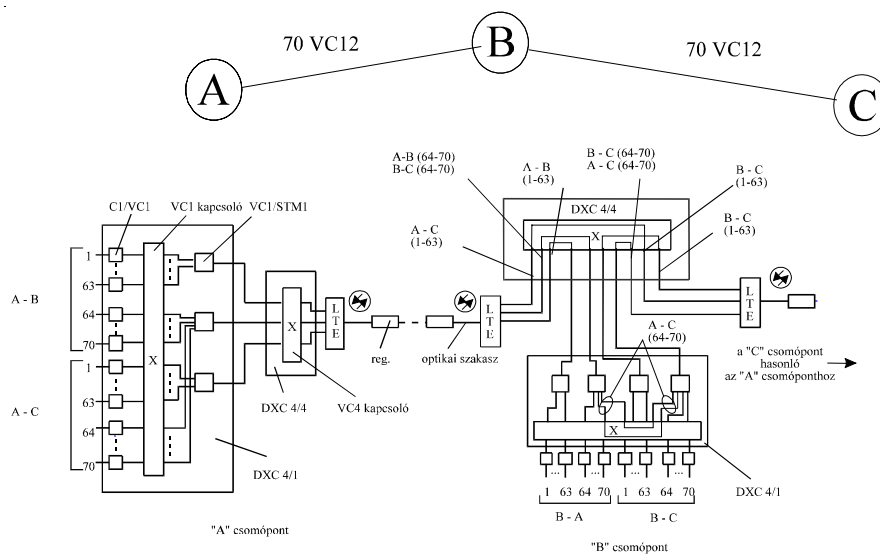 70 VC12
70 VC12
A
B
C
A-B (64-70)
B-C (64-70)
A - B
(1-63)
B - C (64-70)
A - C (64-70)
B - C
(1-63)
B - C
(1-63)
A - C
(1-63)
DXC 4/4
X
C1/VC1
VC1 kapcsoló
VC1/STM1
A - B
1
63
64
70
A - C
1
63
64
70
X
X
LTE
reg.
optikai szakasz
LTE
LTE
DXC 4/4
VC4 kapcsoló
DXC 4/1
"A" csomópont
A - C
(64-70)
X
DXC 4/1
1 63 64 70 1 63 64 70
... ... ... ...
B - A
B - C
"B" csomópont
a "C" csomópont
hasonló
az "A" csomóponthoz